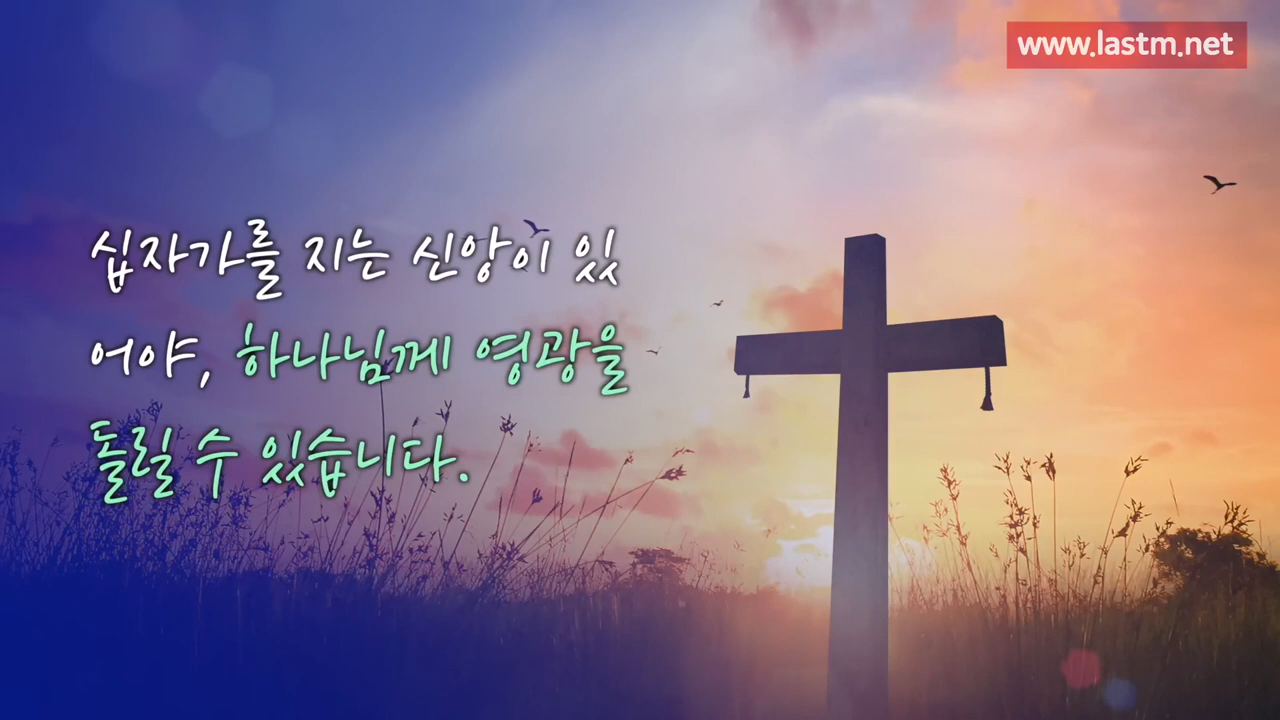 www.lastm.net
십자가를 지는 신앙이 있
어야, 하나님께 영광을
돌릴 수 있습니다.